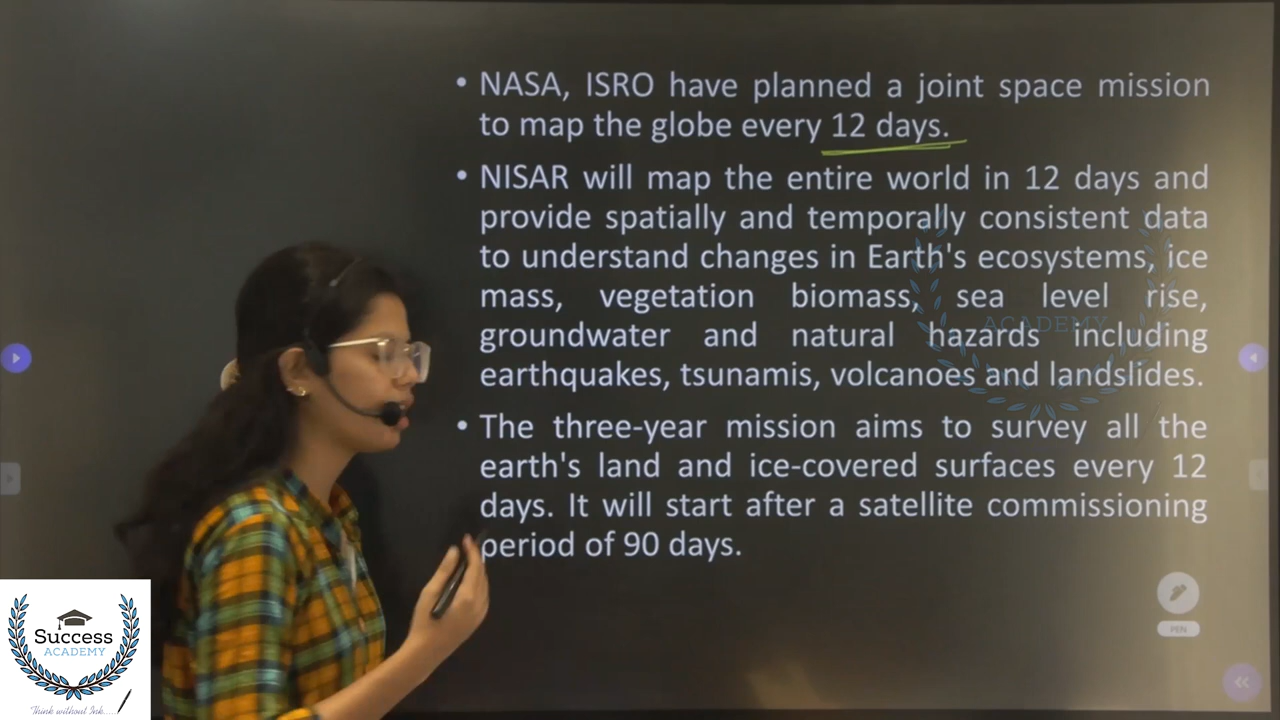 • NASA, ISRO have planned a joint space mission
to map the globe every 12 days.
• NISAR will map the entire world in 12 days and
provide spatially and temporally consistent data
to understand changes in Earth's ecosystems, ice
mass, vegetation biomass, sea level rise,
groundwater and natural hazards including
earthquakes, tsunamis, volcanoes and landslides.
• The three-year mission aims to survey all the
earth's land and ice-covered surfaces every 12
days. It will start after a satellite commissioning
period of 90 days.
ACADEMY
PEN
Success
ACADEMY
Think without Ink....